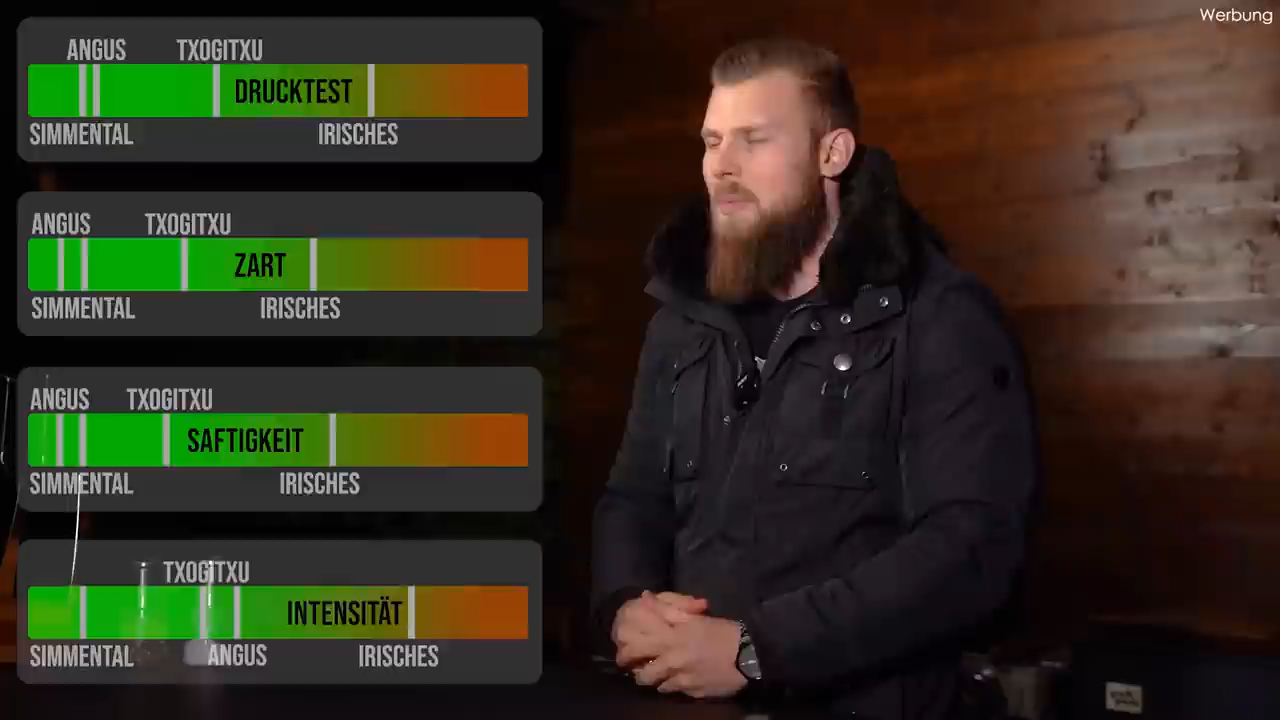 Werbung
ANGUS TXOGITXU
DRUCKTEST
SIMMENTAL IRISCHES
ANGUS TXOGITXU
ZART
SIMMENTAL IRISCHES
ANGUS TXOGITXU
SAFTIGKEIT
SIMMENTAL IRISCHES
TXOGITXU
INTENSITÄT
SIMMENTAL ANGUS IRISCHES